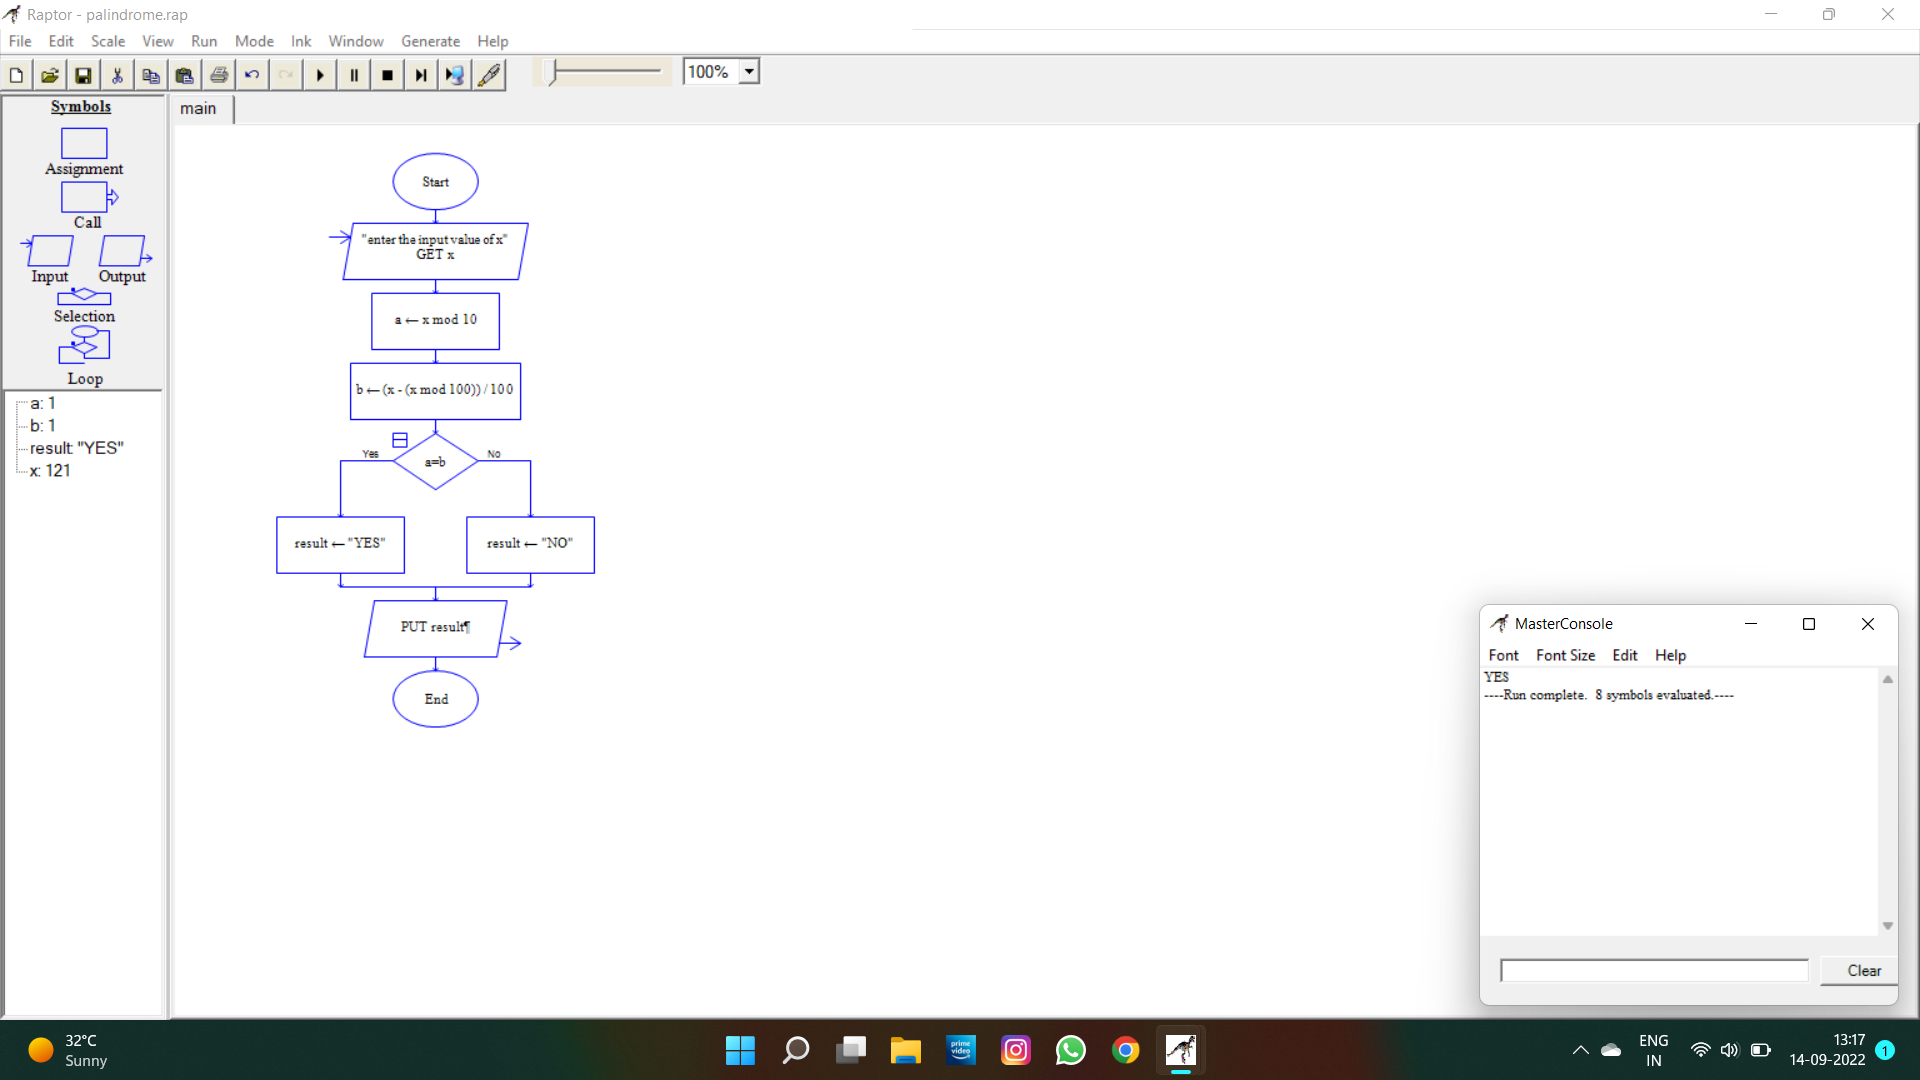 Raptor - palindrome.rap
File Edit Scale View Run Mode Ink Window Generate Help
100%
Symbols
Assignment
Call
Input Output
Selection
Loop
a: 1
b: 1
result: "YES"
x: 121
main
Start
"enter the input value of x"
GET x
a ← x mod 10
b ← (x - (x mod 100)) / 100
Yes a=b No
result ← "YES" result ← "NO"
PUT result¶
End
MasterConsole
Font Font Size Edit Help
YES
----Run complete. 8 symbols evaluated.----
Clear
32°C
Sunny
prime
video
ENG
IN
13:17
14-09-2022
1